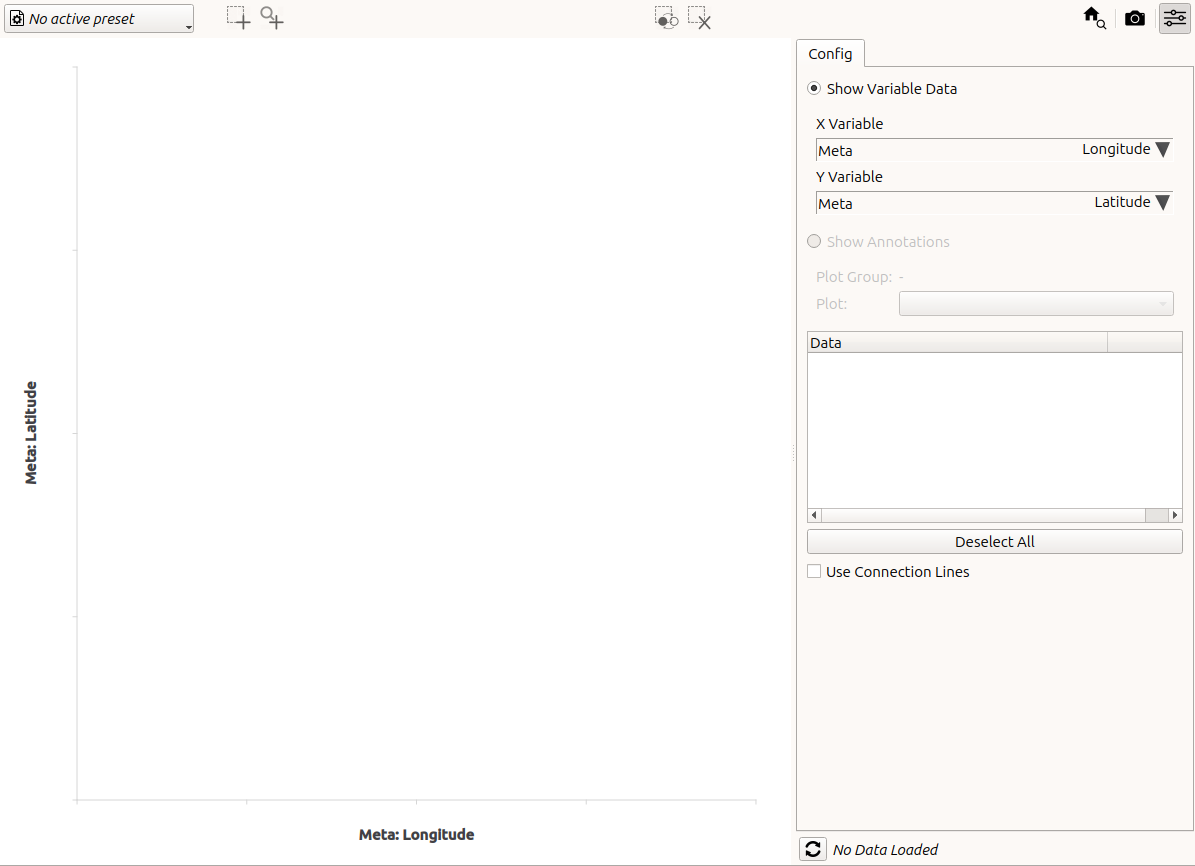 No active preset
Config
Show Variable Data
X Variable
Meta Longitude
Y Variable
Meta Latitude
Show Annotations
Plot Group: -
Plot:
Data
Deselect All
Use Connection Lines
Meta: Latitude
Meta: Longitude
No Data Loaded